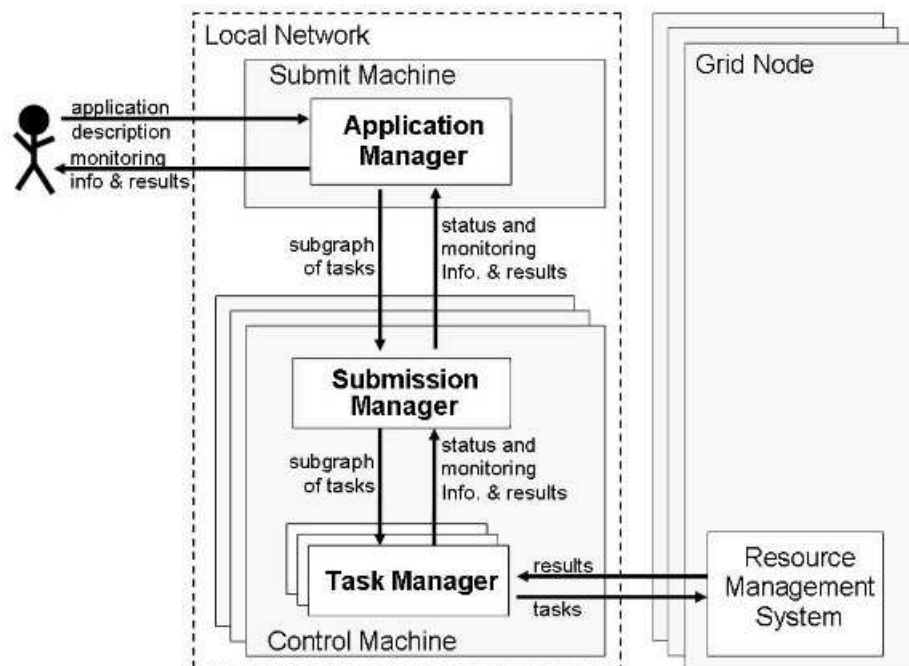 Local Network
Submit Machine
Grid Node
application
description
monitoring
info & results
Application
Manager
subgraph
of tasks
status and
monitoring
Info. & results
Submission
Manager
subgraph
of tasks
status and
monitoring
Info. & results
Task Manager
results
tasks
Resource
Management
System
Control Machine